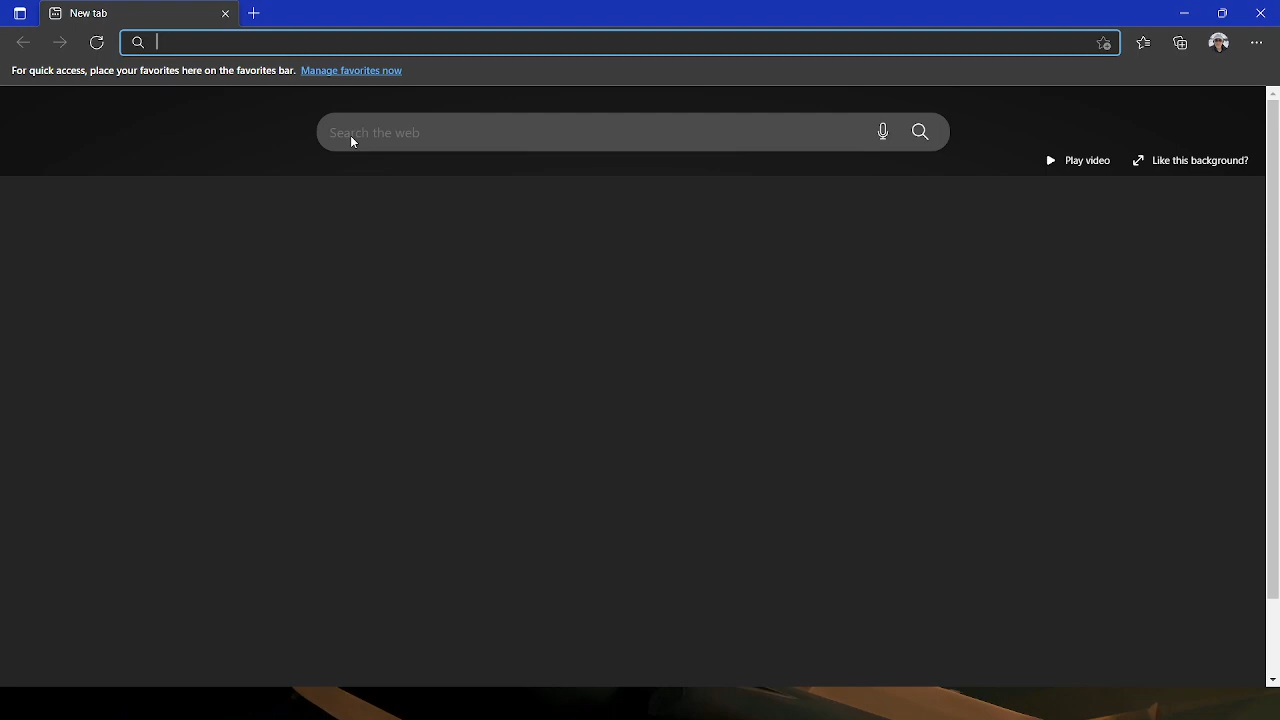 New tab
For quick access, place your favorites here on the favorites bar. Manage favorites now
Search the web
Play video Like this background?